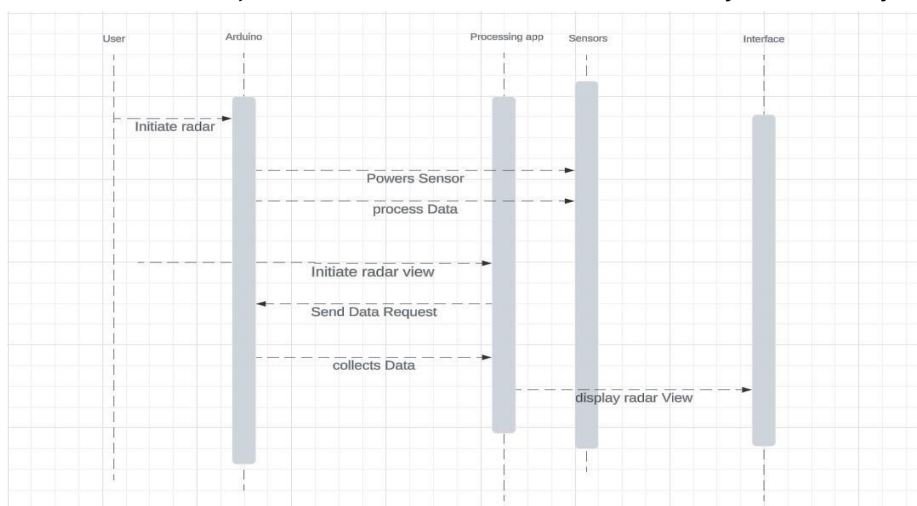 User
Arduino
Processing app
Sensors
Interface
Initiate radar
Powers Sensor
process Data
Initiate radar view
Send Data Request
collects Data
display radar View